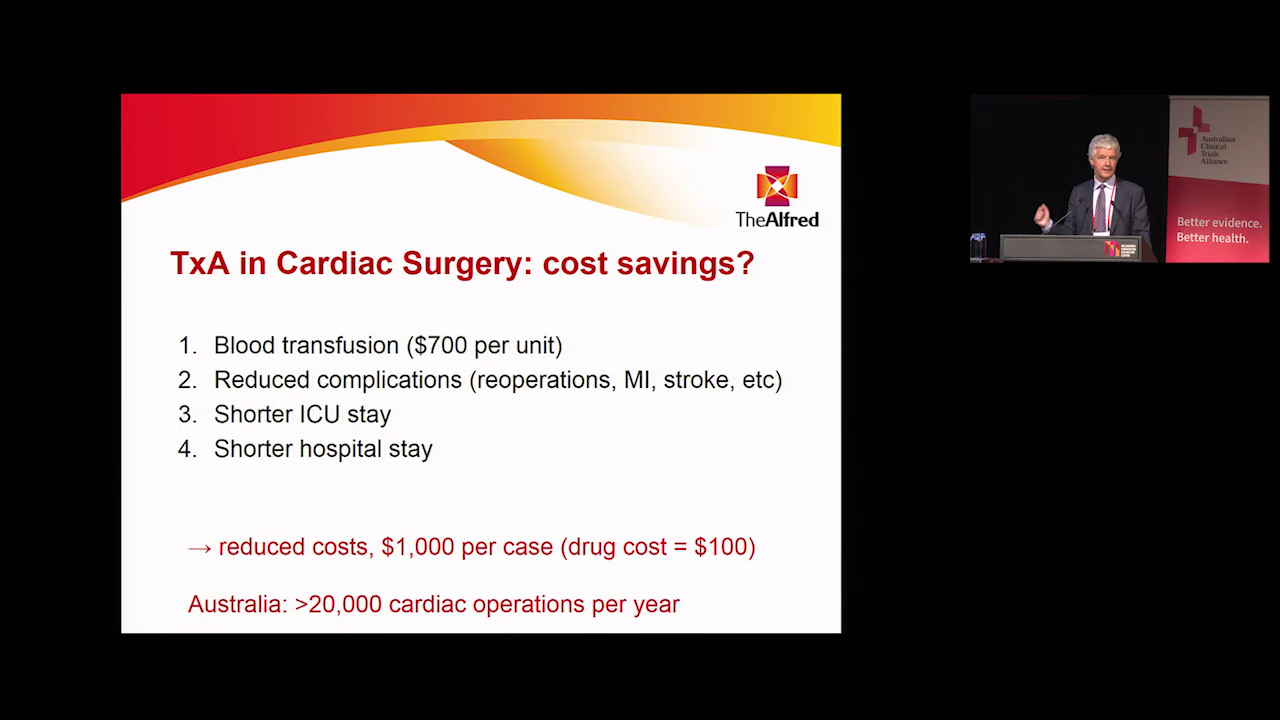 TheAlfred
TxA in Cardiac Surgery: cost savings?
1. Blood transfusion ($700 per unit)
2. Reduced complications (reoperations, MI, stroke, etc)
3. Shorter ICU stay
4. Shorter hospital stay
→ reduced costs, $1,000 per case (drug cost = $100)
Australia: >20,000 cardiac operations per year
Australian
Clinical
Trials
Alliance
Better evidence.
Better health.